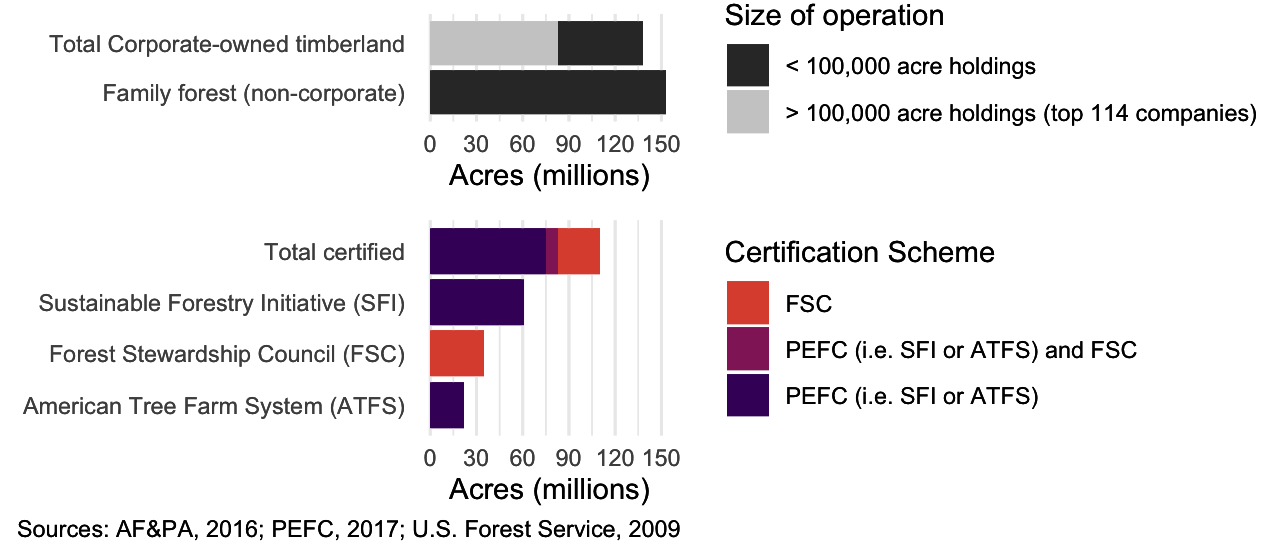 Size of operation
Total Corporate-owned timberland
< 100,000 acre holdings
Family forest (non-corporate)
> 100,000 acre holdings (top 114 companies)
0 30 60 90 120 150
Acres (millions)
Total certified
Certification Scheme
Sustainable Forestry Initiative (SFI)
FSC
Forest Stewardship Council (FSC)
PEFC (i.e. SFI or ATFS) and FSC
American Tree Farm System (ATFS)
PEFC (i.e. SFI or ATFS)
0 30 60 90 120 150
Acres (millions)
Sources: AF&PA, 2016; PEFC, 2017; U.S. Forest Service, 2009